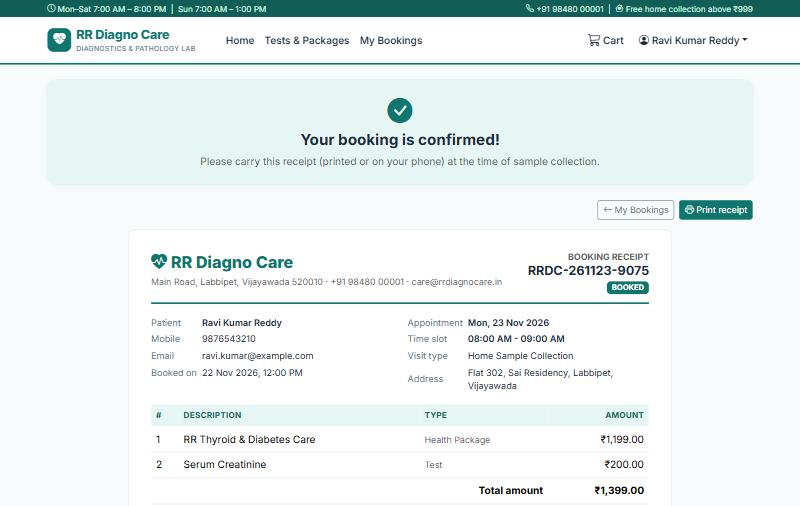 Mon–Sat 7:00 AM – 8:00 PM | Sun 7:00 AM – 1:00 PM
+91 98480 00001 | Free home collection above ₹999
RR Diagno Care
DIAGNOSTICS & PATHOLOGY LAB
Home Tests & Packages My Bookings
Cart Ravi Kumar Reddy
Your booking is confirmed!
Please carry this receipt (printed or on your phone) at the time of sample collection.
← My Bookings Print receipt
RR Diagno Care
Main Road, Labbipet, Vijayawada 520010 · +91 98480 00001 · care@rrdiagnocare.in
BOOKING RECEIPT
RRDC-261123-9075
BOOKED
Patient Ravi Kumar Reddy
Mobile 9876543210
Email ravi.kumar@example.com
Booked on 22 Nov 2026, 12:00 PM
Appointment Mon, 23 Nov 2026
Time slot 08:00 AM - 09:00 AM
Visit type Home Sample Collection
Address Flat 302, Sai Residency, Labbipet,
Vijayawada
# DESCRIPTION TYPE AMOUNT
1 RR Thyroid & Diabetes Care Health Package ₹1,199.00
2 Serum Creatinine Test ₹200.00
Total amount ₹1,399.00